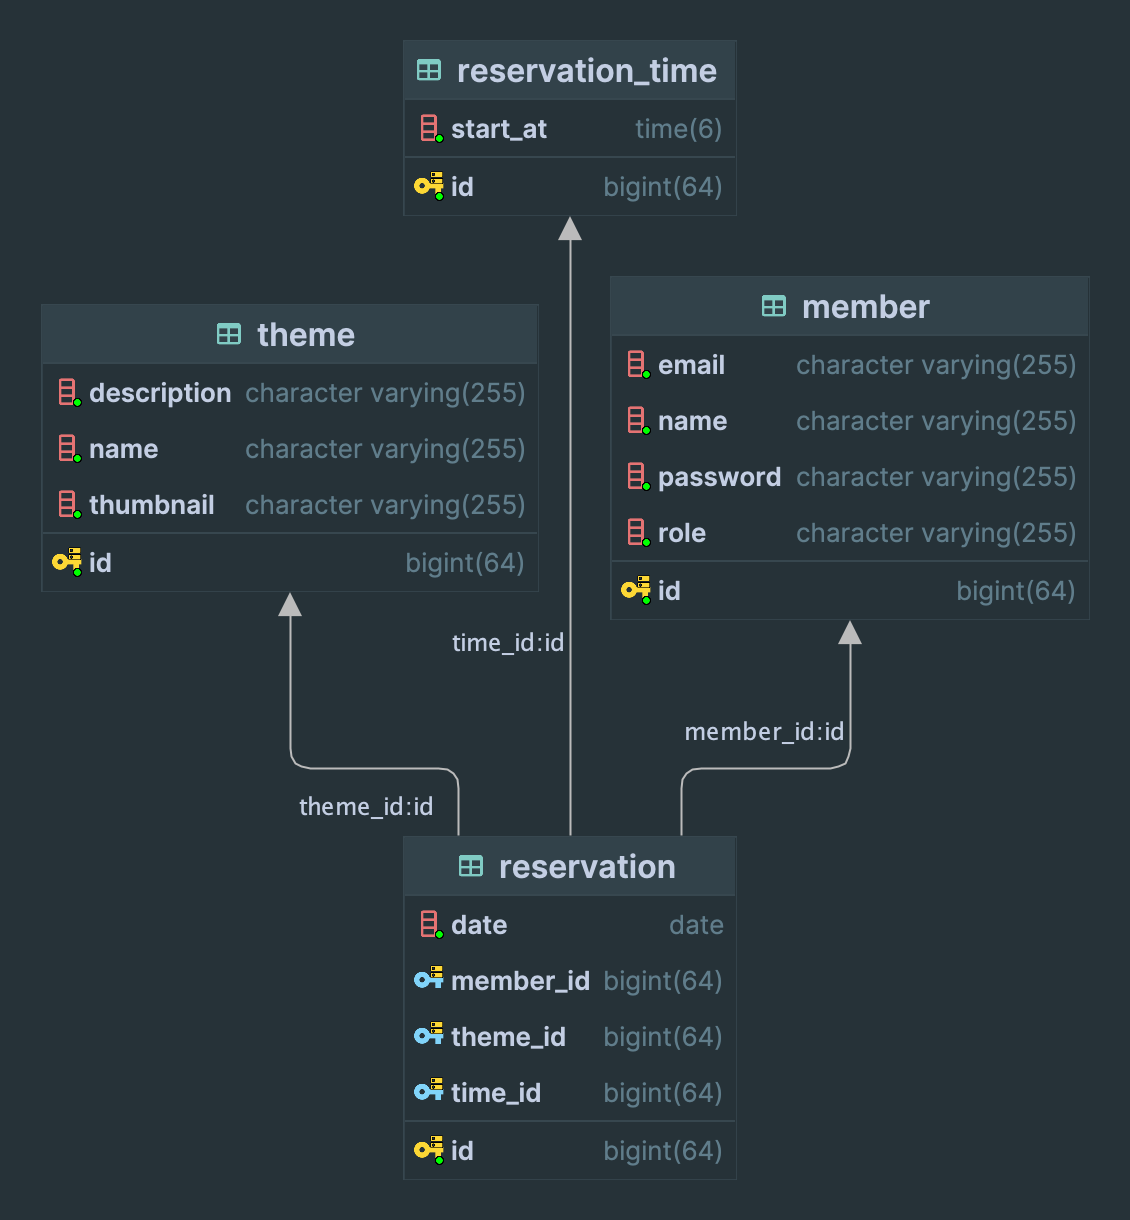 reservation_time
start_at time(6)
id bigint(64)
theme
description character varying(255)
name character varying(255)
thumbnail character varying(255)
id bigint(64)
member
email character varying(255)
name character varying(255)
password character varying(255)
role character varying(255)
id bigint(64)
time_id:id
member_id:id
theme_id:id
reservation
date date
member_id bigint(64)
theme_id bigint(64)
time_id bigint(64)
id bigint(64)